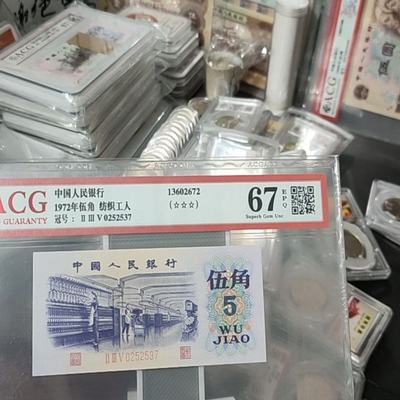 ACG
GUARANTY
中国人民银行
1972年伍角 纺织工人
冠号： II III V 0252537
13602672
(☆☆☆)
67 EPQ
Superb Gem Unc
中國人民銀行
伍角
5
WU
JIAO
II III V 0252537
ACG
伍圆